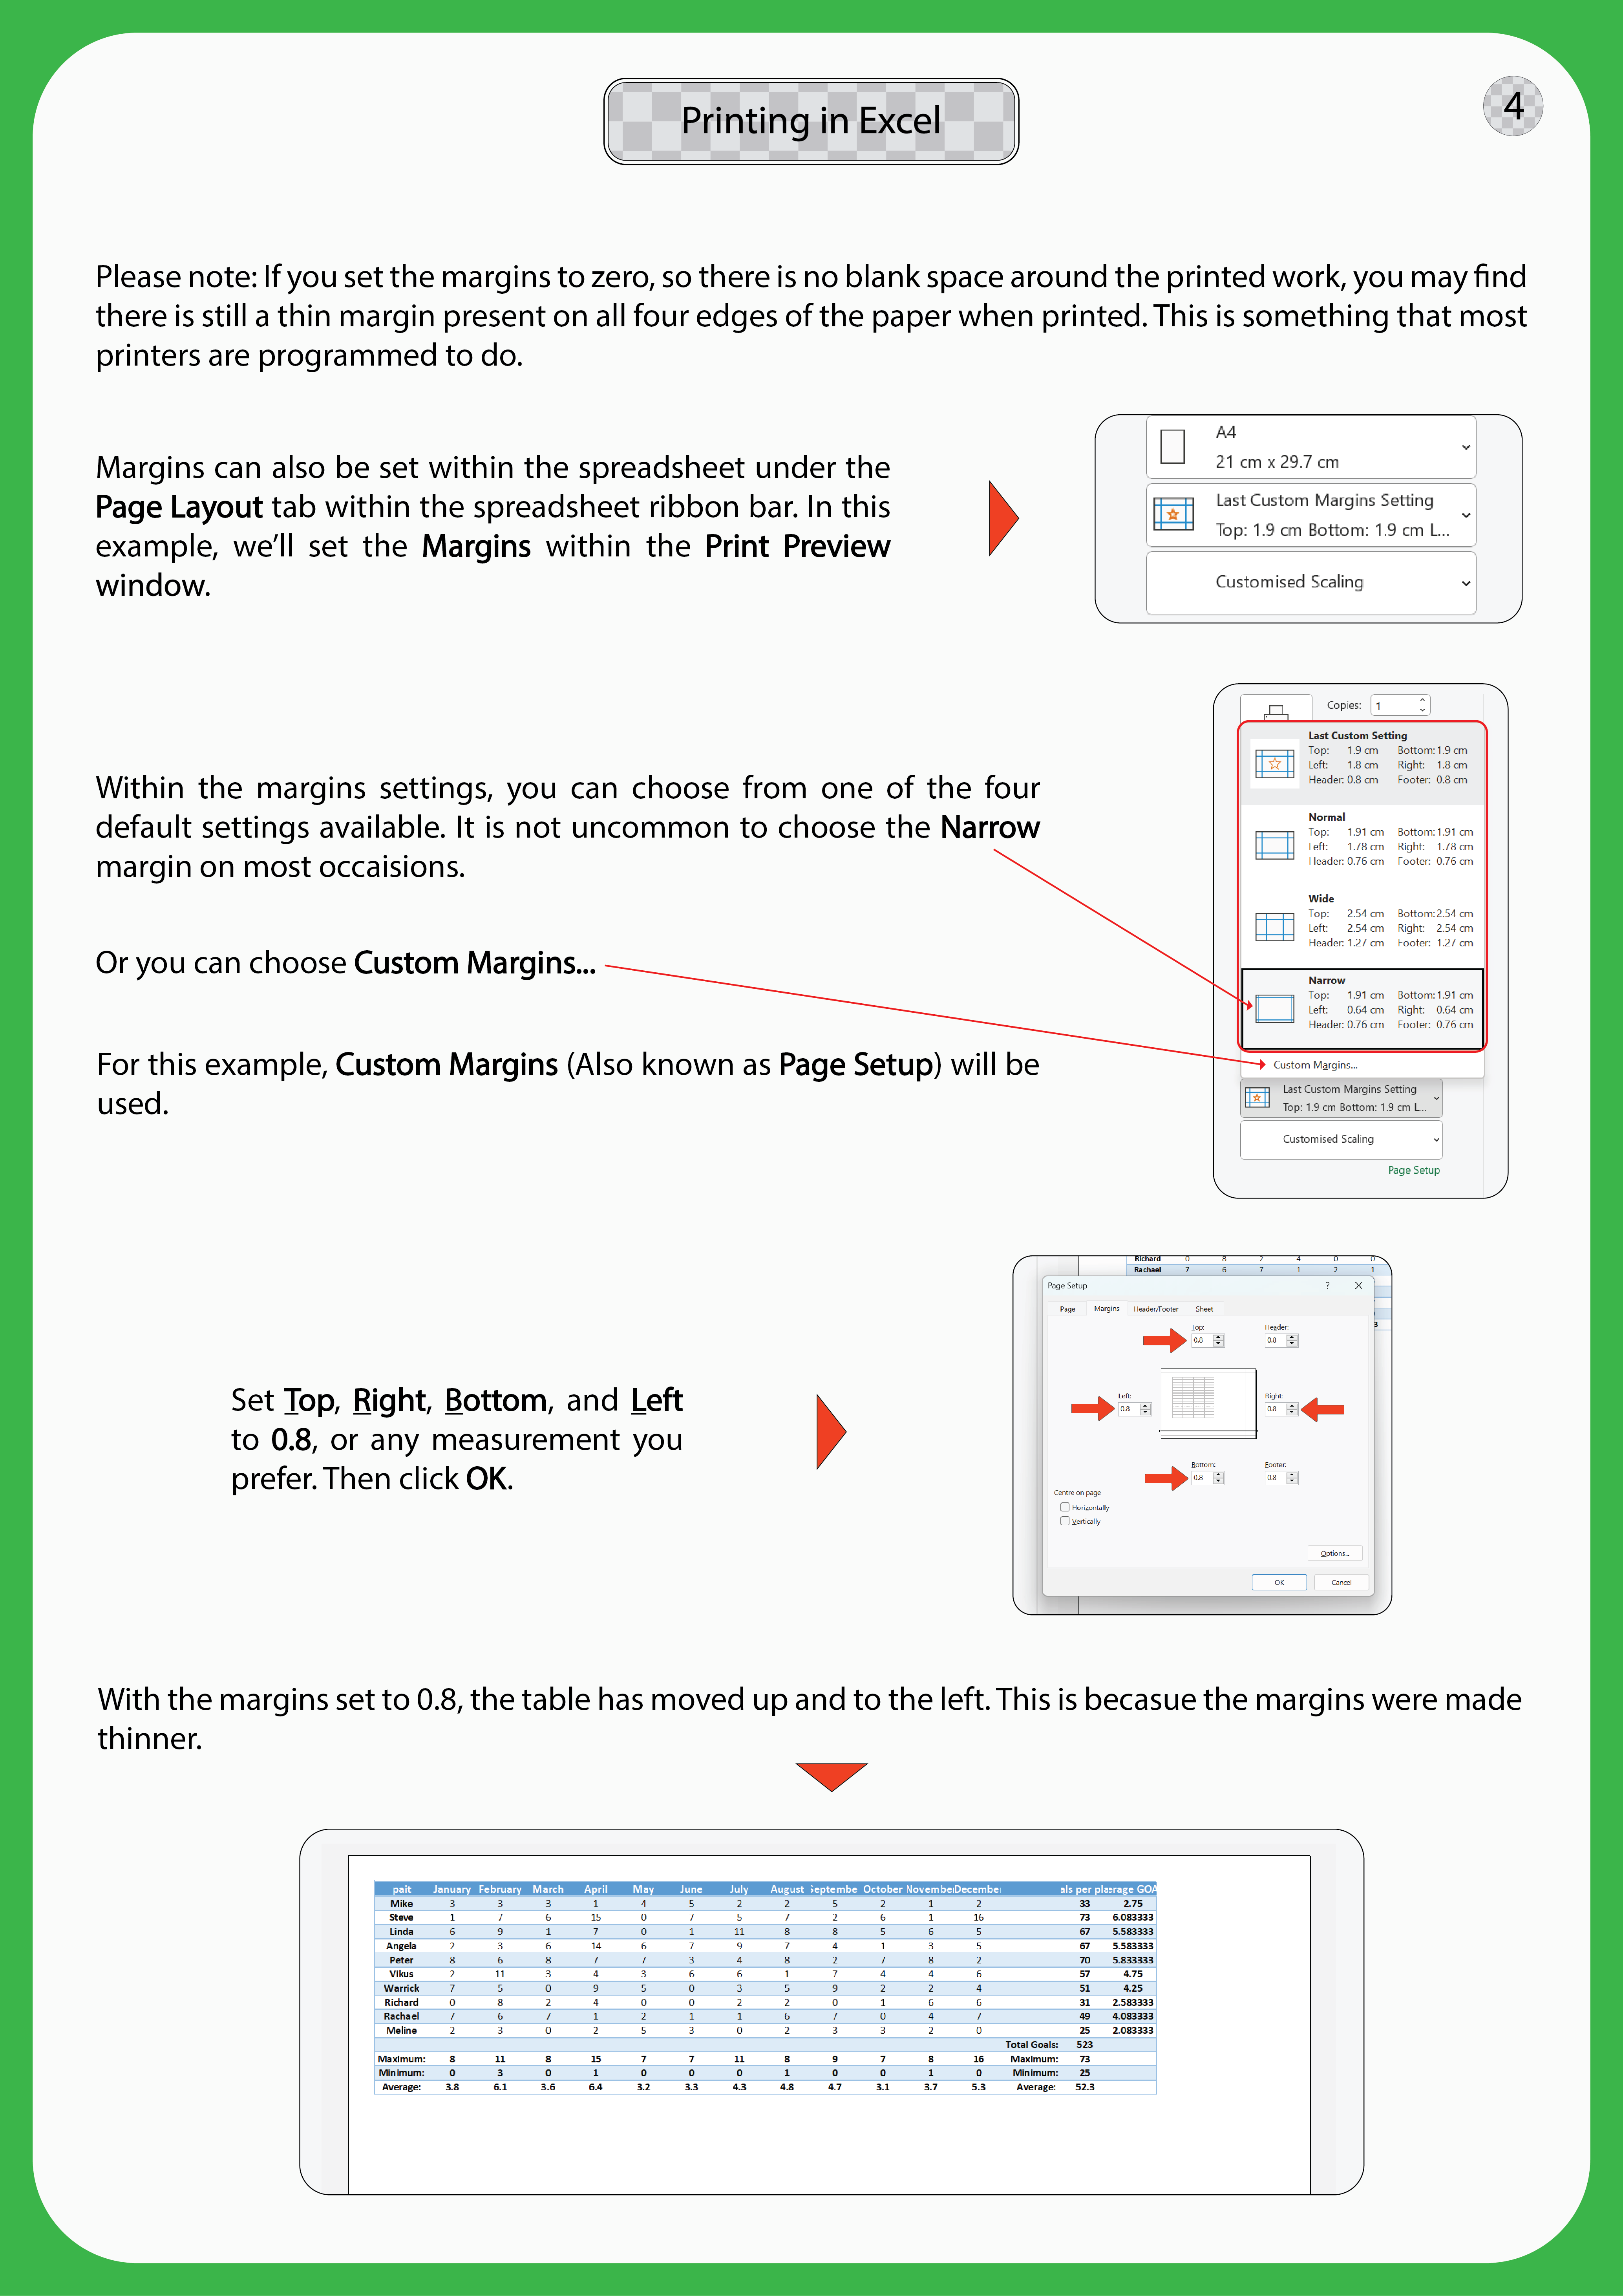 Printing in Excel
4
Please note: If you set the margins to zero, so there is no blank space around the printed work, you may find
there is still a thin margin present on all four edges of the paper when printed. This is something that most
printers are programmed to do.
Margins can also be set within the spreadsheet under the
Page Layout tab within the spreadsheet ribbon bar. In this
example, we'll set the Margins within the Print Preview
window.
A4
21 cm x 29.7 cm
Last Custom Margins Setting
Top: 1.9 cm Bottom: 1.9 cm L...
Customised Scaling
Within the margins settings, you can choose from one of the four
default settings available. It is not uncommon to choose the Narrow
margin on most occaisions.
Or you can choose Custom Margins...
For this example, Custom Margins (Also known as Page Setup) will be
used.
Copies: 1
Last Custom Setting
Top: 1.9 cm Bottom: 1.9 cm
Left: 1.8 cm Right: 1.8 cm
Header: 0.8 cm Footer: 0.8 cm
Normal
Top: 1.91 cm Bottom: 1.91 cm
Left: 1.78 cm Right: 1.78 cm
Header: 0.76 cm Footer: 0.76 cm
Wide
Top: 2.54 cm Bottom: 2.54 cm
Left: 2.54 cm Right: 2.54 cm
Header: 1.27 cm Footer: 1.27 cm
Narrow
Top: 1.91 cm Bottom: 1.91 cm
Left: 0.64 cm Right: 0.64 cm
Header: 0.76 cm Footer: 0.76 cm
Custom Margins...
Last Custom Margins Setting
Top: 1.9 cm Bottom: 1.9 cm L...
Customised Scaling
Page Setup
Set Top, Right, Bottom, and Left
to 0.8, or any measurement you
prefer. Then click OK.
Richard 0 8 2 4 0 0
Rachael 7 6 7 1 2 1
Page Setup ?
Page Margins Header/Footer Sheet
3
Top: Header:
0.8 0.8
Left: Right:
0.8 0.8
Bottom: Footer:
0.8 0.8
Centre on page
Horizontally
Vertically
Options...
OK Cancel
With the margins set to 0.8, the table has moved up and to the left. This is becasue the margins were made
thinner.
palt January February March April May June July August eptembe October Novembe December als per pla rage GOA
Mike 3 3 3 1 4 5 2 2 5 2 1 2 33 2.75
Steve 1 7 6 15 0 7 5 7 2 6 1 16 73 6.083333
Linda 6 9 1 7 0 1 11 8 8 5 6 5 67 5.583333
Angela 2 3 6 14 6 7 9 7 4 1 3 5 67 5.583333
Peter 8 6 8 7 7 3 4 8 2 7 8 2 70 5.833333
Vikus 2 11 3 4 3 6 6 1 7 4 4 6 57 4.75
Warrick 7 5 0 9 5 0 3 5 9 2 2 4 51 4.25
Richard 0 8 2 4 0 0 2 2 0 1 6 6 31 2.583333
Rachael 7 6 7 1 2 1 1 6 7 0 4 7 49 4.083333
Meline 2 3 0 2 5 3 0 2 3 3 2 0 25 2.083333
Total Goals: 523
Maximum: 8 11 8 15 7 7 11 8 9 7 8 16 Maximum: 73
Minimum: 0 3 0 1 0 0 0 1 0 0 1 0 Minimum: 25
Average: 3.8 6.1 3.6 6.4 3.2 3.3 4.3 4.8 4.7 3.1 3.7 5.3 Average: 52.3